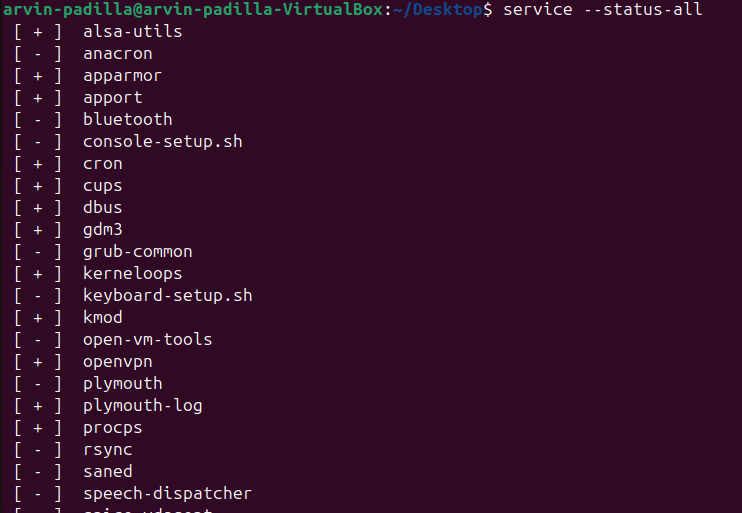 arvin-padilla@arvin-padilla-VirtualBox:~/Desktop$ service --status-all
[ + ]  alsa-utils
[ - ]  anacron
[ + ]  apparmor
[ + ]  apport
[ - ]  bluetooth
[ - ]  console-setup.sh
[ + ]  cron
[ + ]  cups
[ + ]  dbus
[ + ]  gdm3
[ - ]  grub-common
[ + ]  kerneloops
[ - ]  keyboard-setup.sh
[ + ]  kmod
[ - ]  open-vm-tools
[ + ]  openvpn
[ - ]  plymouth
[ + ]  plymouth-log
[ + ]  procps
[ - ]  rsync
[ - ]  saned
[ - ]  speech-dispatcher